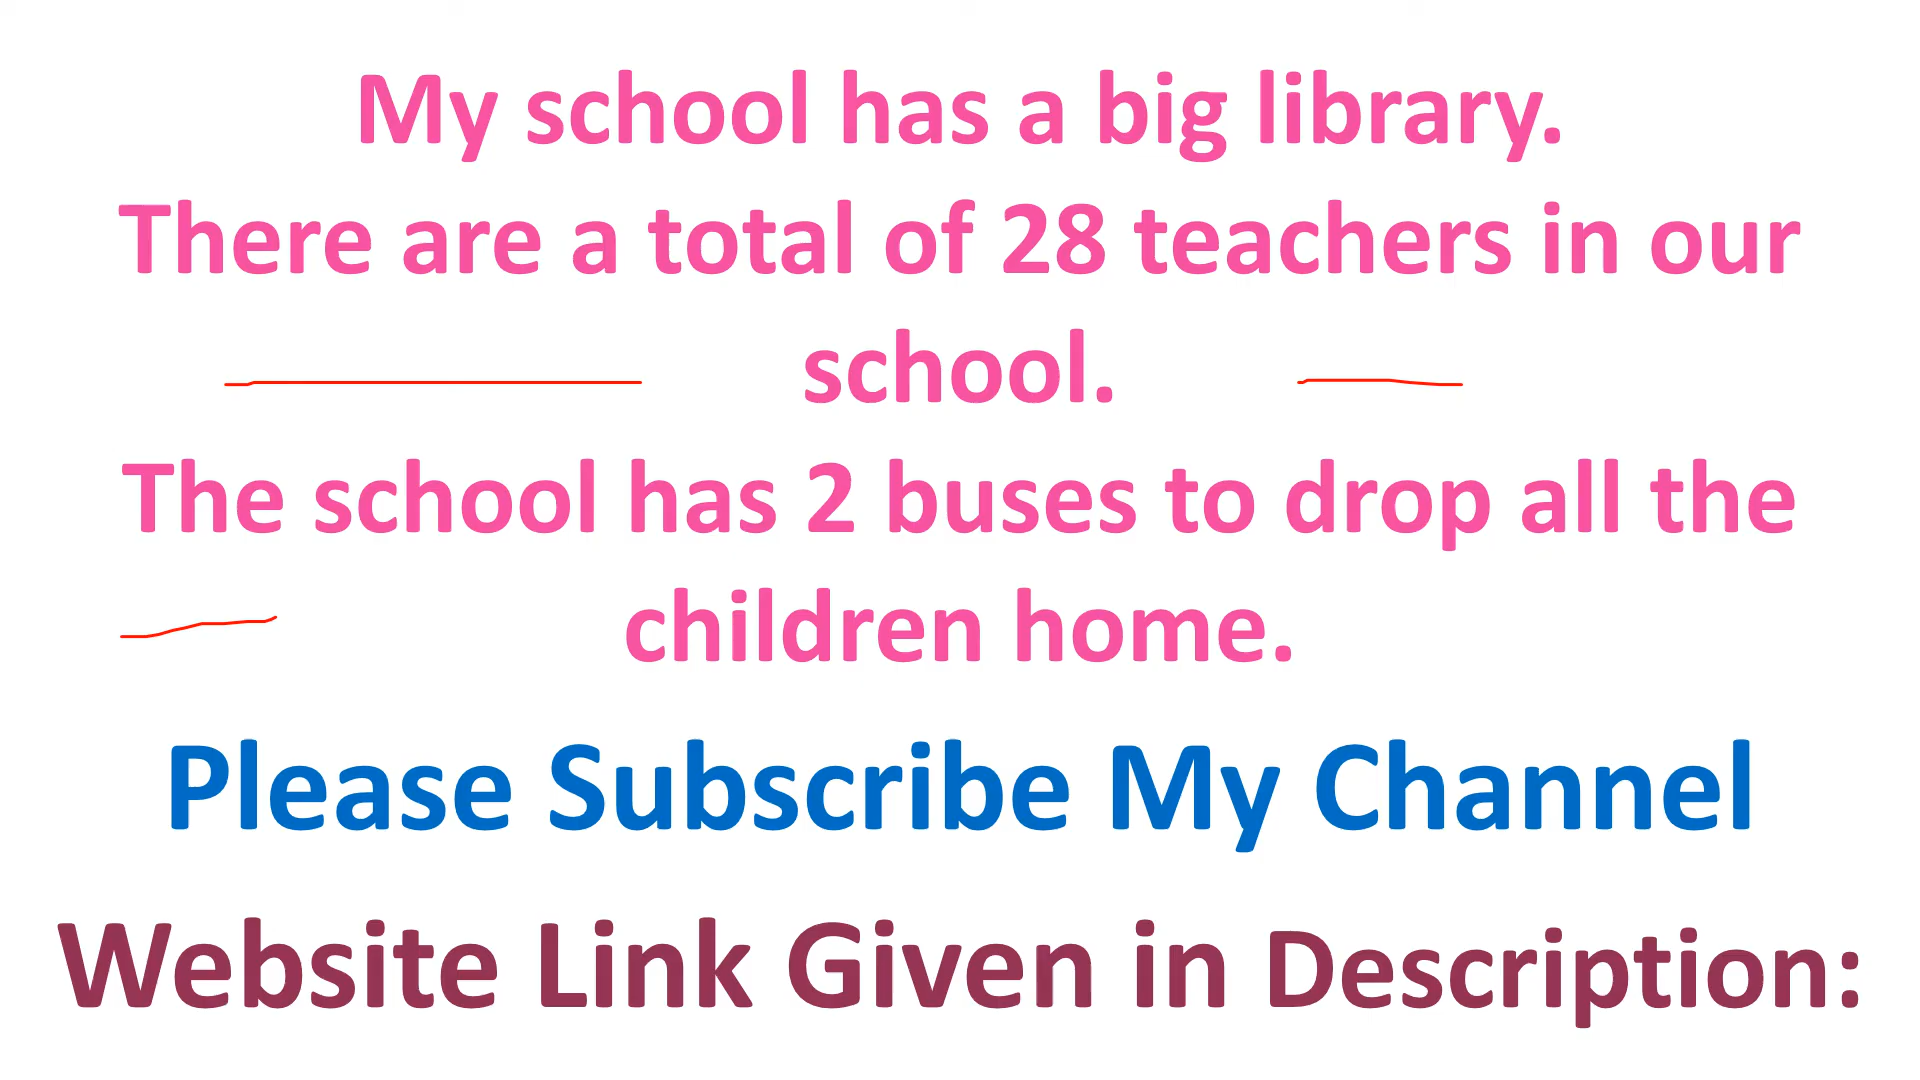 My school has a big library.
There are a total of 28 teachers in our
school.
The school has 2 buses to drop all the
children home.
Please Subscribe My Channel
Website Link Given in Description: